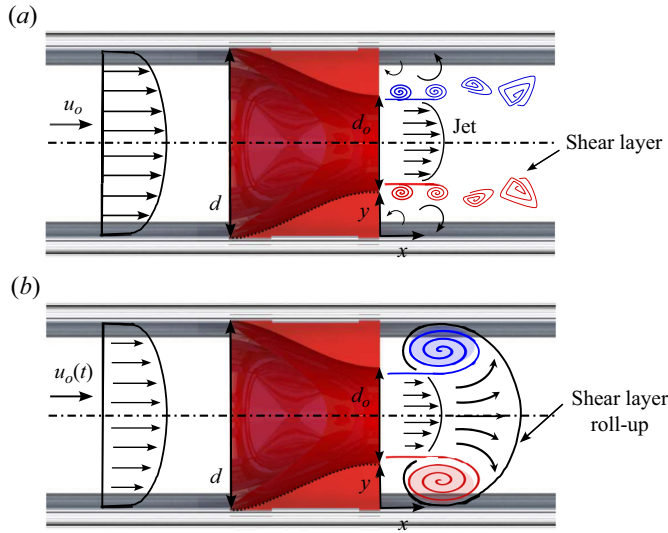 (a)
u_o
d_o
Jet
Shear layer
d
y
x
(b)
u_o(t)
d_o
Shear layer
roll-up
d
y
x